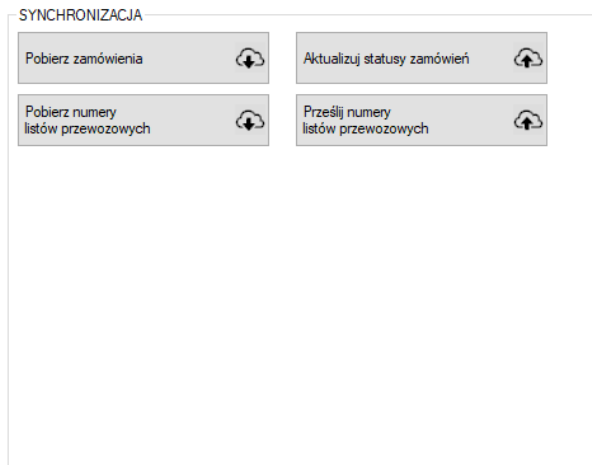 SYNCHRONIZACJA
Pobierz zamówienia
Aktualizuj statusy zamówień
Pobierz numery
listów przewozowych
Prześlij numery
listów przewozowych